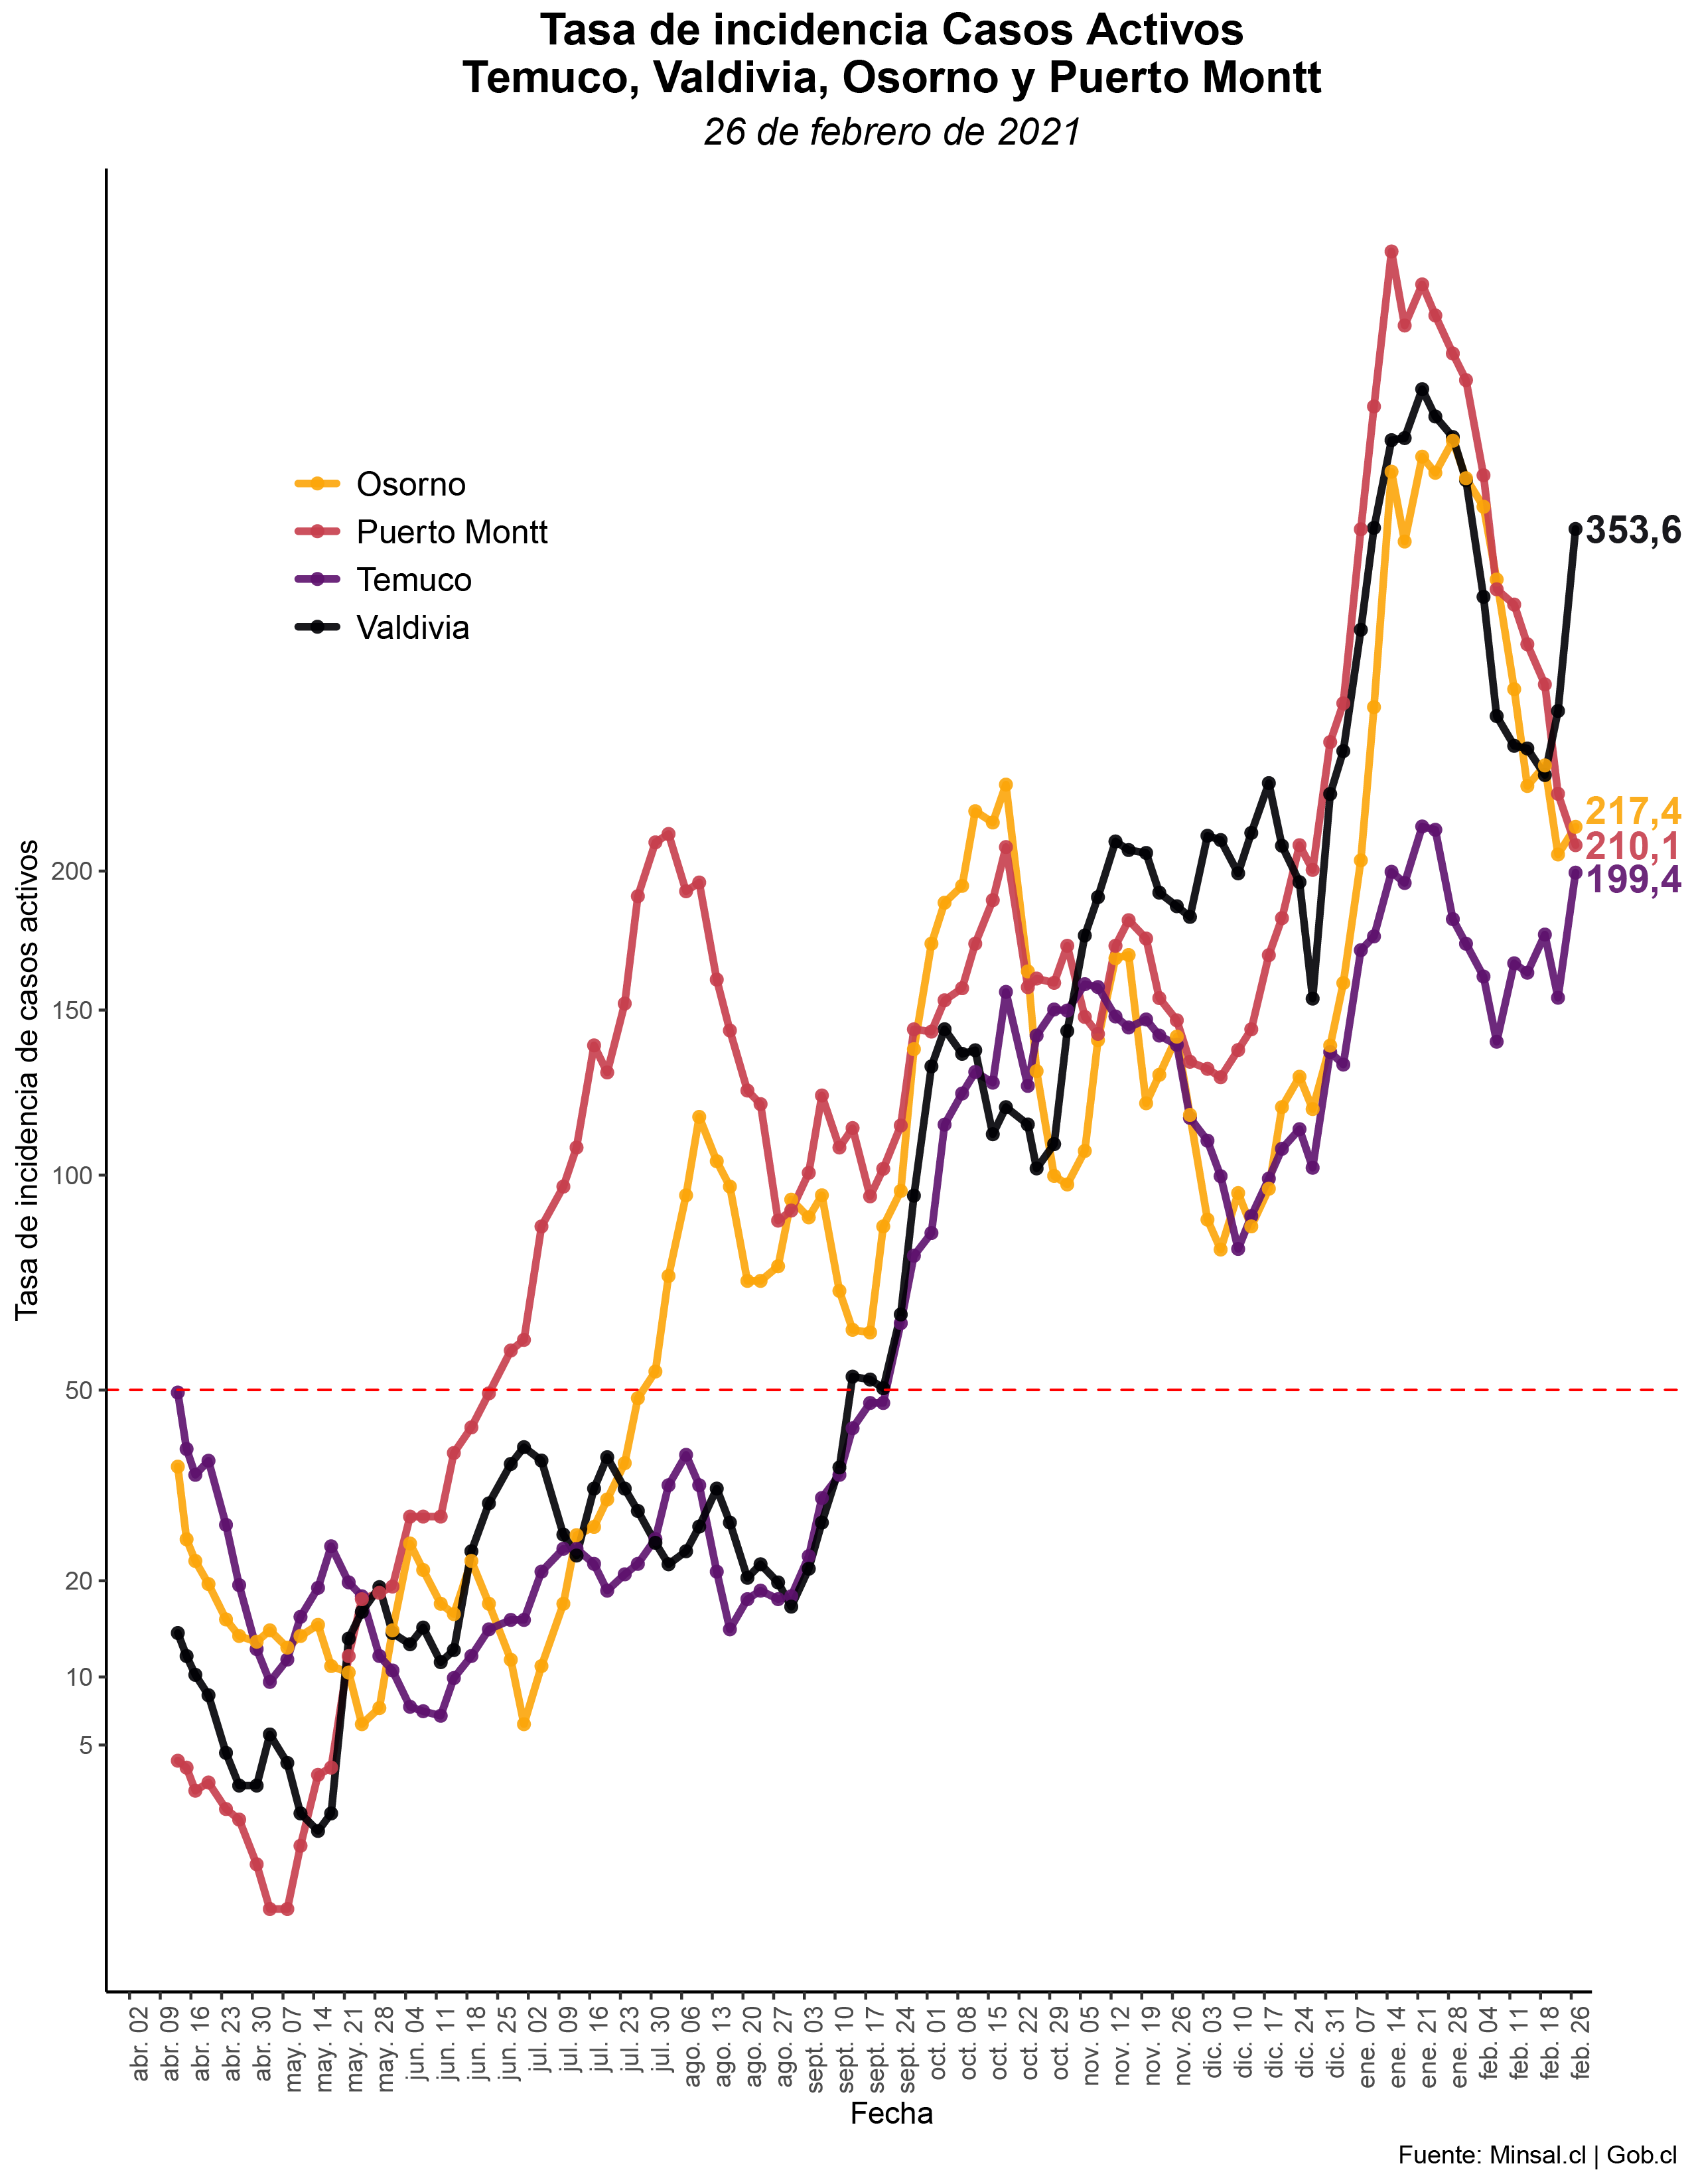 Tasa de incidencia Casos Activos
Temuco, Valdivia, Osorno y Puerto Montt
26 de febrero de 2021
Tasa de incidencia de casos activos
200
150
100
50
20
10
5
Osorno
Puerto Montt
Temuco
Valdivia
353,6
217,4
210,1
199,4
abr. 02
abr. 09
abr. 16
abr. 23
abr. 30
may. 07
may. 14
may. 21
may. 28
jun. 04
jun. 11
jun. 18
jun. 25
jul. 02
jul. 09
jul. 16
jul. 23
jul. 30
ago. 06
ago. 13
ago. 20
ago. 27
sept. 03
sept. 10
sept. 17
sept. 24
oct. 01
oct. 08
oct. 15
oct. 22
oct. 29
nov. 05
nov. 12
nov. 19
nov. 26
dic. 03
dic. 10
dic. 17
dic. 24
dic. 31
ene. 07
ene. 14
ene. 21
ene. 28
feb. 04
feb. 11
feb. 18
feb. 26
Fecha
Fuente: Minsal.cl | Gob.cl